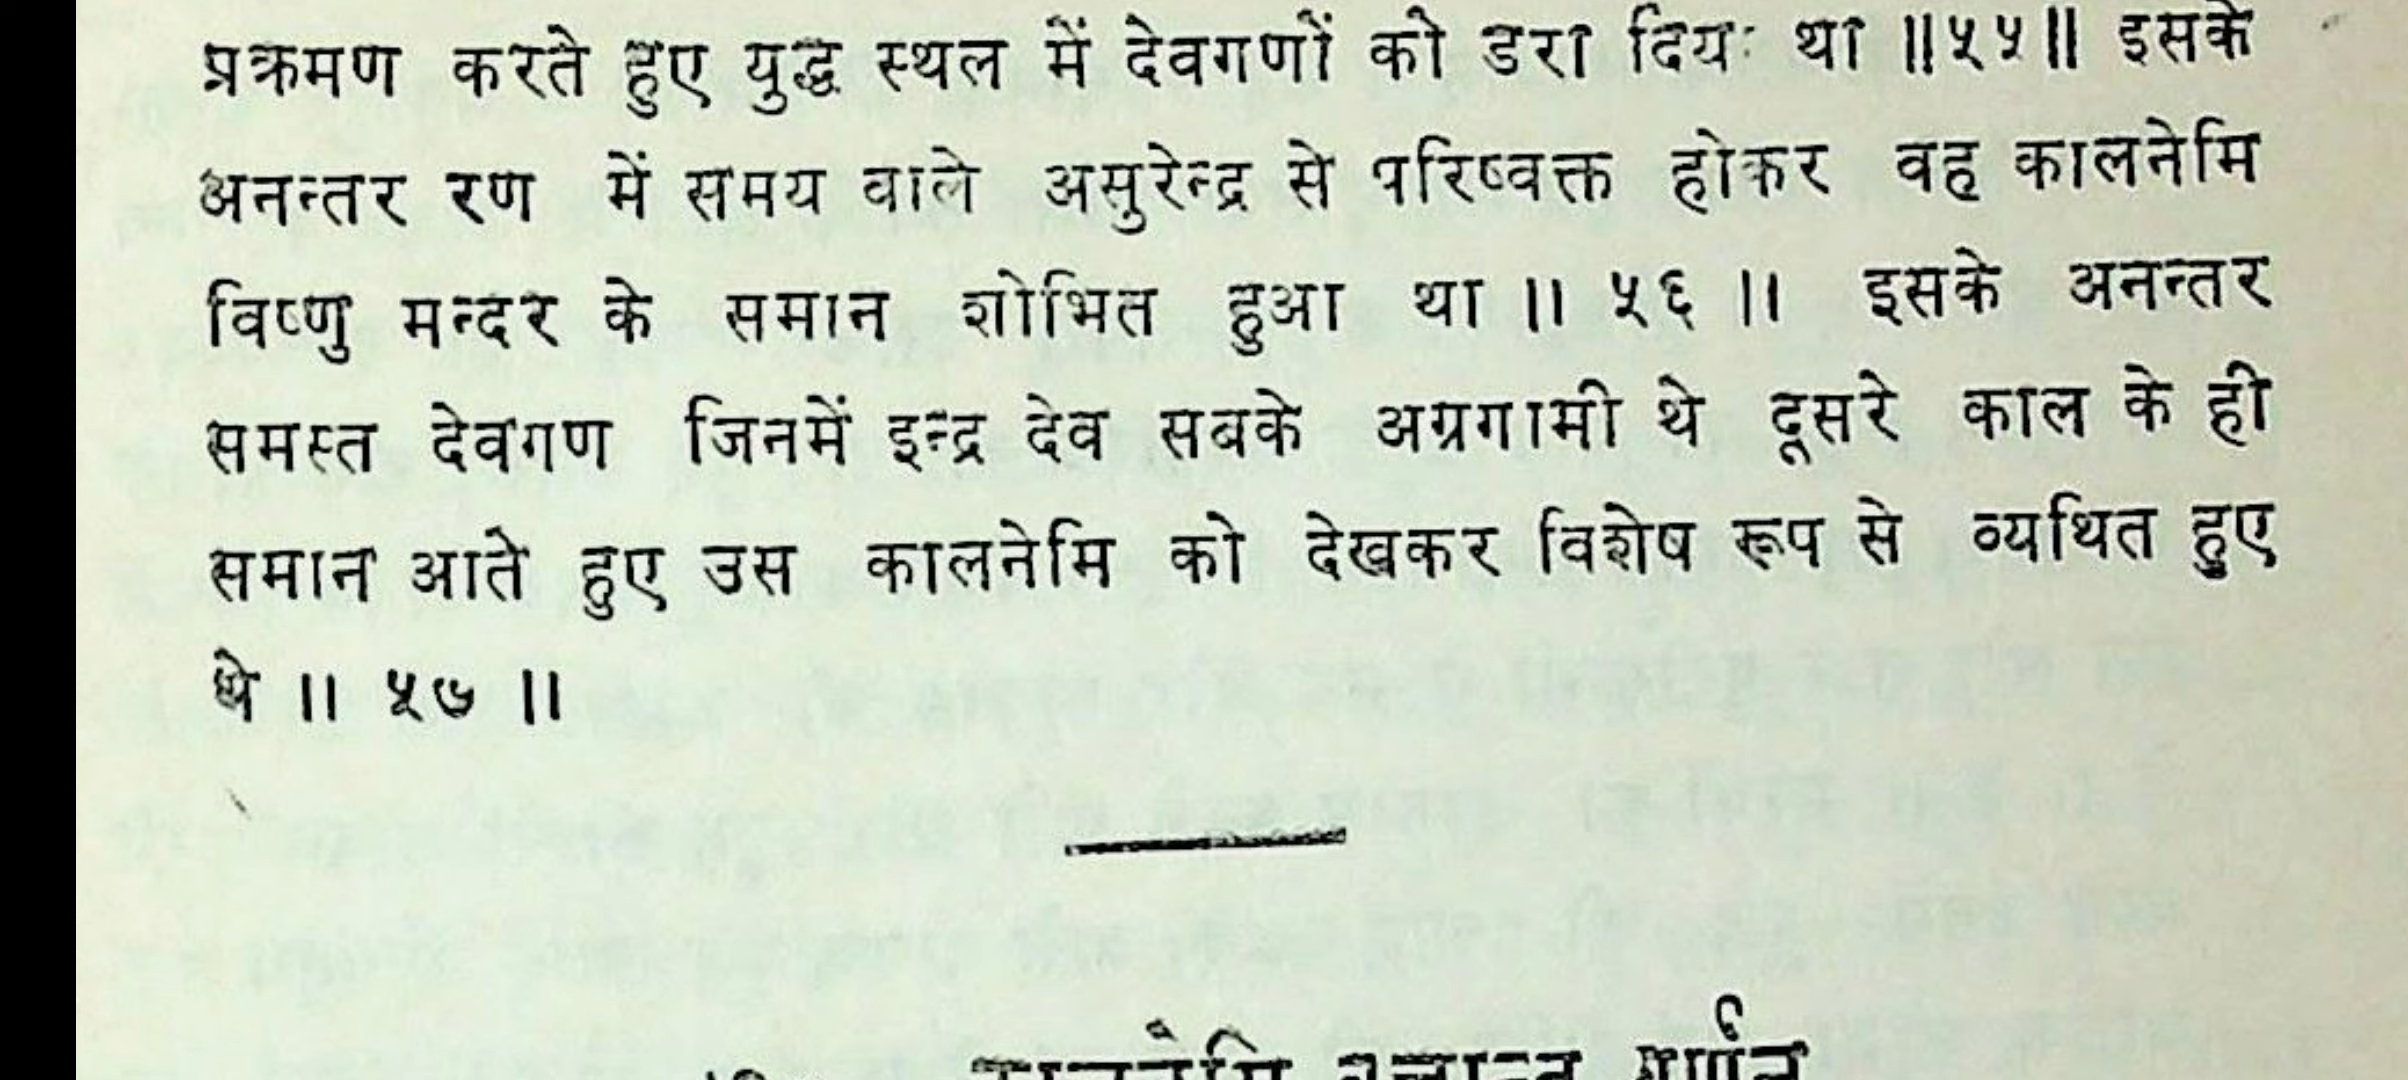 प्रक्रमण करते हुए युद्ध स्थल में देवगणों को डरा दियः था ॥५५॥ इसके
अनन्तर रण में समय वाले असुरेन्द्र से परिष्वक्त होकर वह कालनेमि
विष्णु मन्दर के समान शोभित हुआ था ॥ ५६ ॥ इसके अनन्तर
समस्त देवगण जिनमें इन्द्र देव सबके अग्रगामी थे दूसरे काल के ही
समान आते हुए उस कालनेमि को देखकर विशेष रूप से व्यथित हुए
थे ॥ ५७ ॥